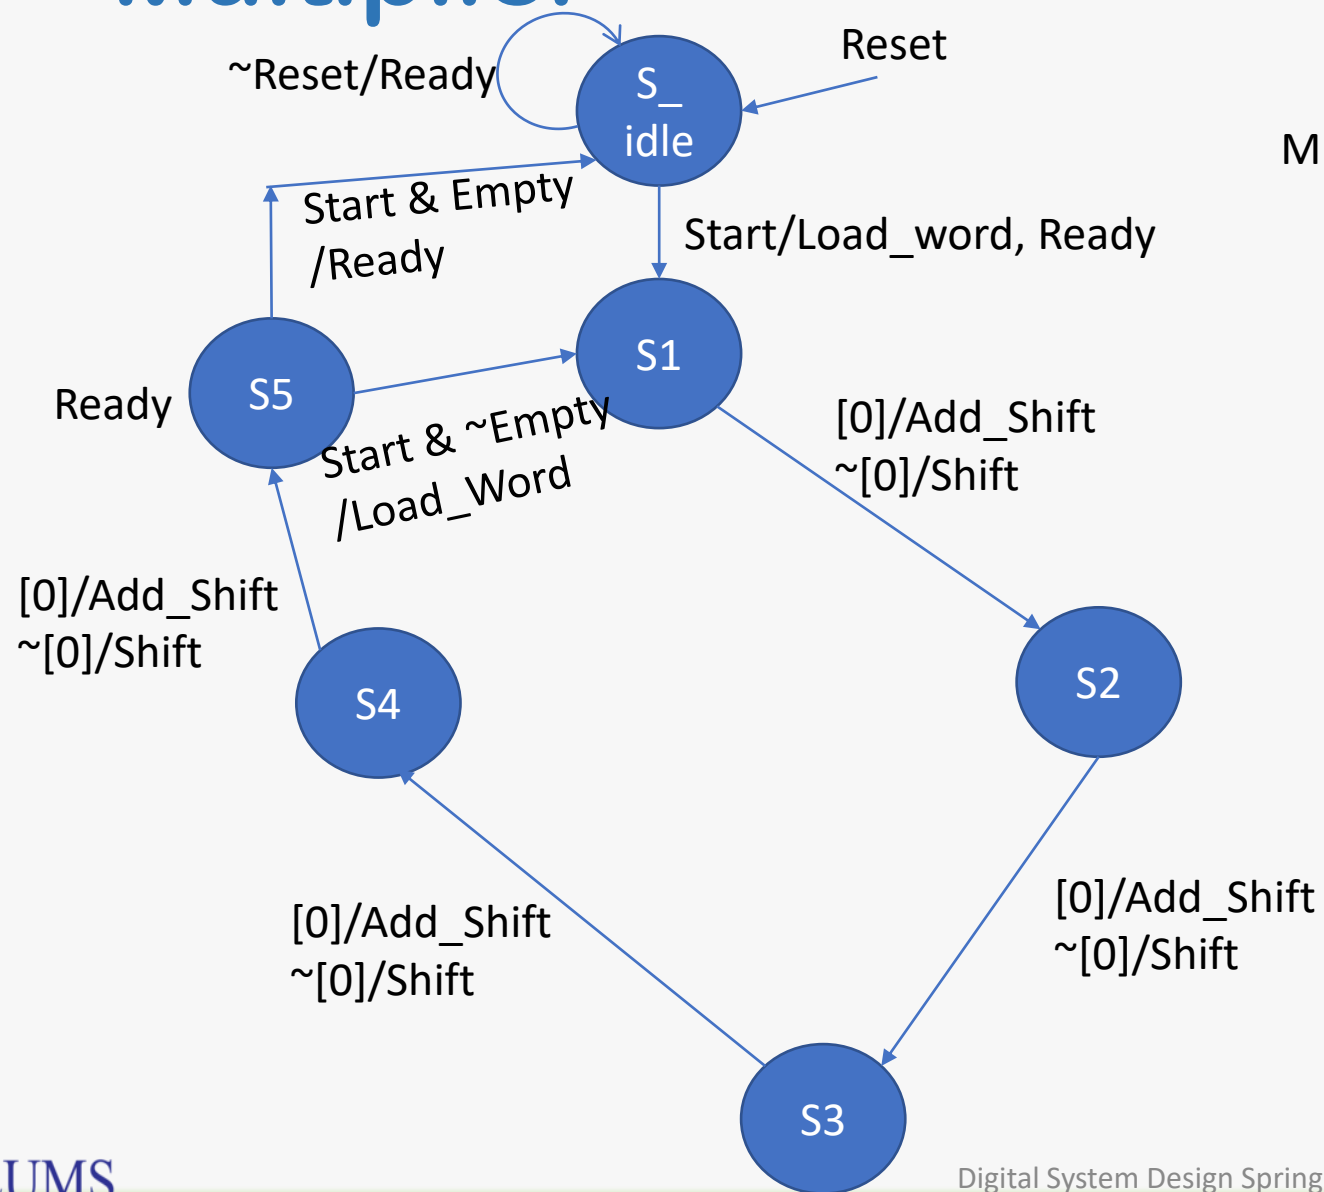 Multiplier
Reset
~Reset/Ready
S_
idle
M
Start & Empty
/Ready
Start/Load_word, Ready
S1
S5
Ready
Start & ~Empty
/Load_Word
[0]/Add_Shift
~[0]/Shift
[0]/Add_Shift
~[0]/Shift
S2
S4
[0]/Add_Shift
~[0]/Shift
[0]/Add_Shift
~[0]/Shift
S3
LUMS
Digital System Design Spring